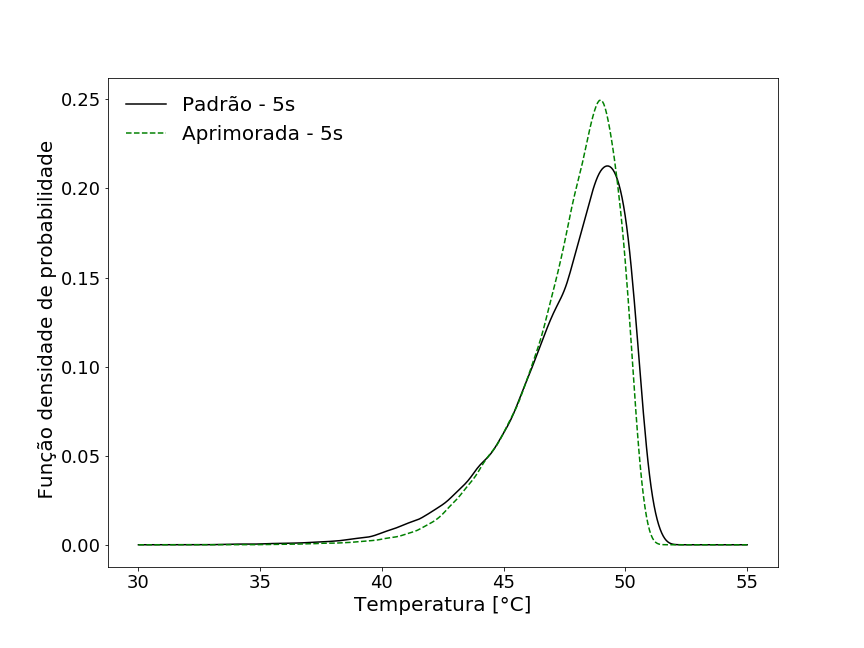 Padrão - 5s
Aprimorada - 5s
Função densidade de probabilidade
0.25
0.20
0.15
0.10
0.05
0.00
30 35 40 45 50 55
Temperatura [°C]